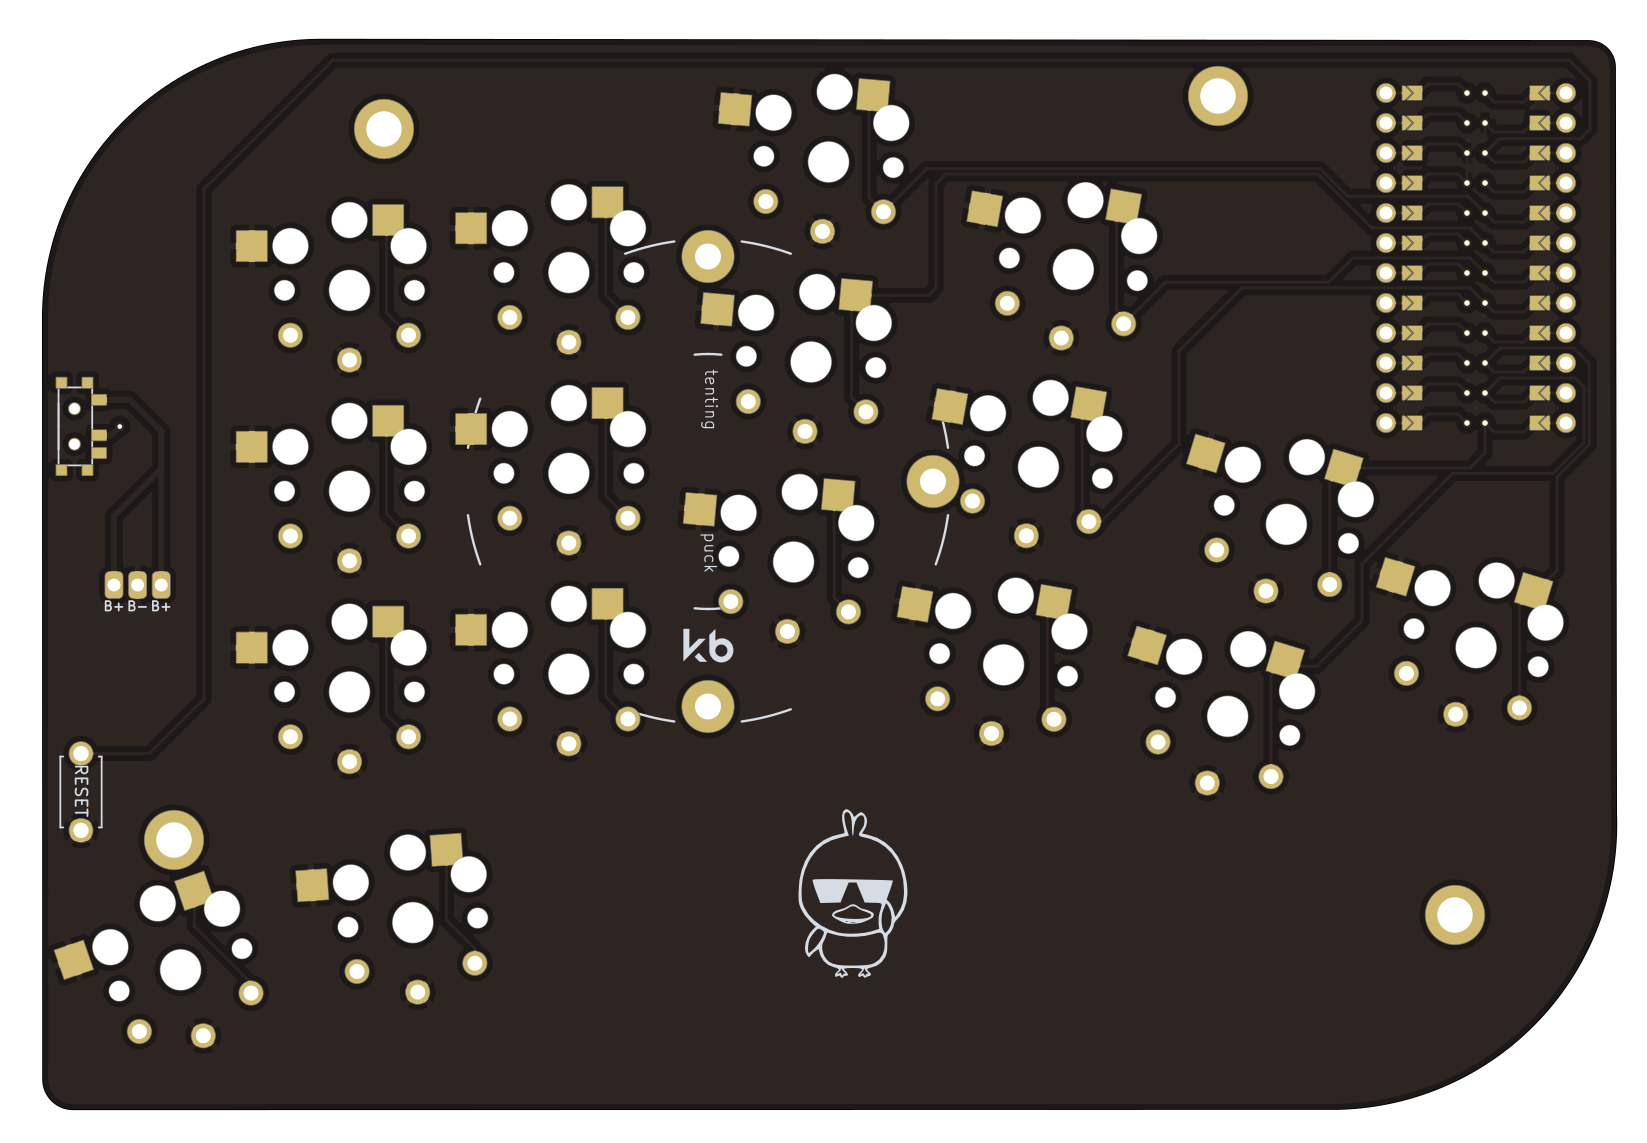 tenting
puck
B+ B- B+
kb
RESET